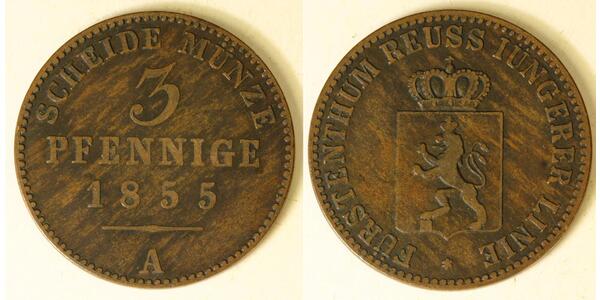 SCHEIDE MÜNZE
3
PFENNIGE
1855
A
FÜRSTENTHUM REUSS IÜNGERER LINIE